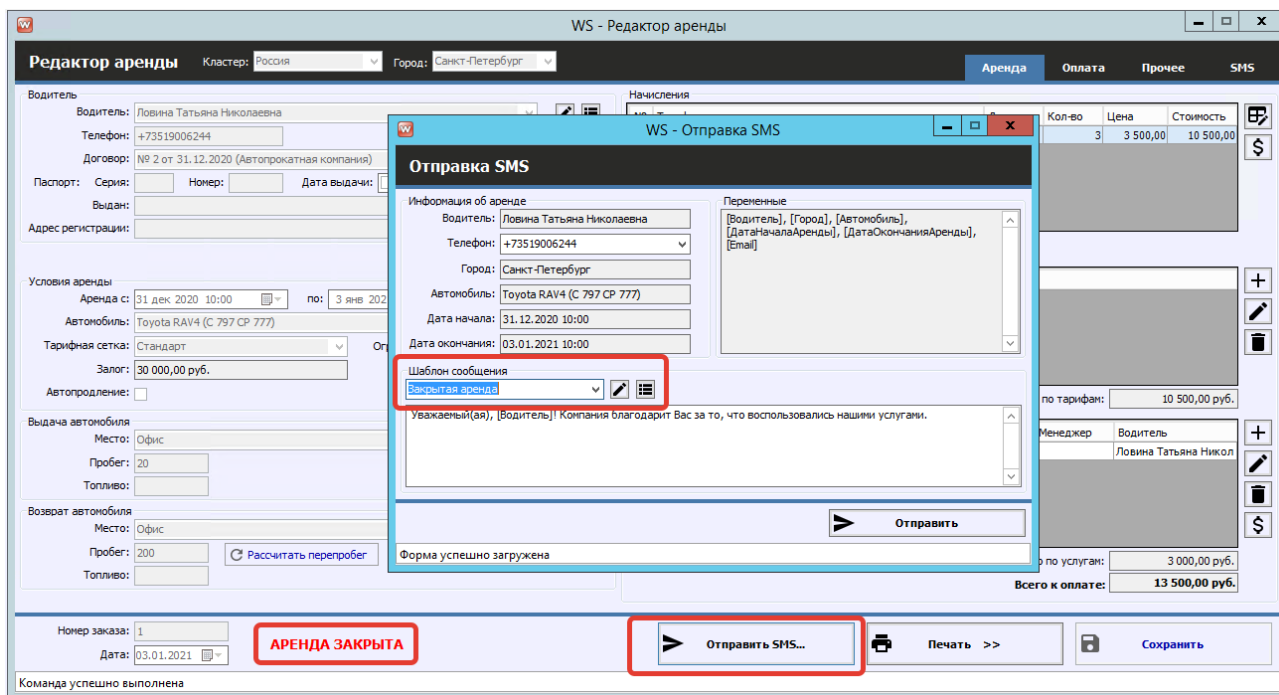 WS - Редактор аренды
Редактор аренды Кластер: Россия Город: Санкт-Петербург Аренда Оплата Прочее SMS
Водитель
Водитель: Ловина Татьяна Николаевна
Телефон: +73519006244
Договор: № 2 от 31.12.2020 (Автопрокатная компания)
Паспорт: Серия: Номер: Дата выдачи:
Выдан:
Адрес регистрации:
Условия аренды
Аренда с: 31 дек 2020 10:00 по: 3 янв 202
Автомобиль: Toyota RAV4 (С 797 СР 777)
Тарифная сетка: Стандарт
Залог: 30 000,00 руб.
Автопродление:
Выдача автомобиля
Место: Офис
Пробег: 20
Топливо:
Возврат автомобиля
Место: Офис
Пробег: 200 Рассчитать перепробег
Топливо:
Начисления
Кол-во Цена Стоимость
3 3 500,00 10 500,00
по тарифам: 10 500,00 руб.
Менеджер Водитель
Ловина Татьяна Никол
по услугам: 3 000,00 руб.
Всего к оплате: 13 500,00 руб.
WS - Отправка SMS
Отправка SMS
Информация об аренде
Водитель: Ловина Татьяна Николаевна
Телефон: +73519006244
Город: Санкт-Петербург
Автомобиль: Toyota RAV4 (С 797 СР 777)
Дата начала: 31.12.2020 10:00
Дата окончания: 03.01.2021 10:00
Переменные
[Водитель], [Город], [Автомобиль],
[ДатаНачалаАренды], [ДатаОкончанияАренды],
[Email]
Шаблон сообщения
Закрытая аренда
Уважаемый(ая), [Водитель]! Компания благодарит Вас за то, что воспользовались нашими услугами.
Отправить
Форма успешно загружена
Номер заказа: 1
Дата: 03.01.2021
АРЕНДА ЗАКРЫТА
Отправить SMS... Печать >> Сохранить
Команда успешно выполнена